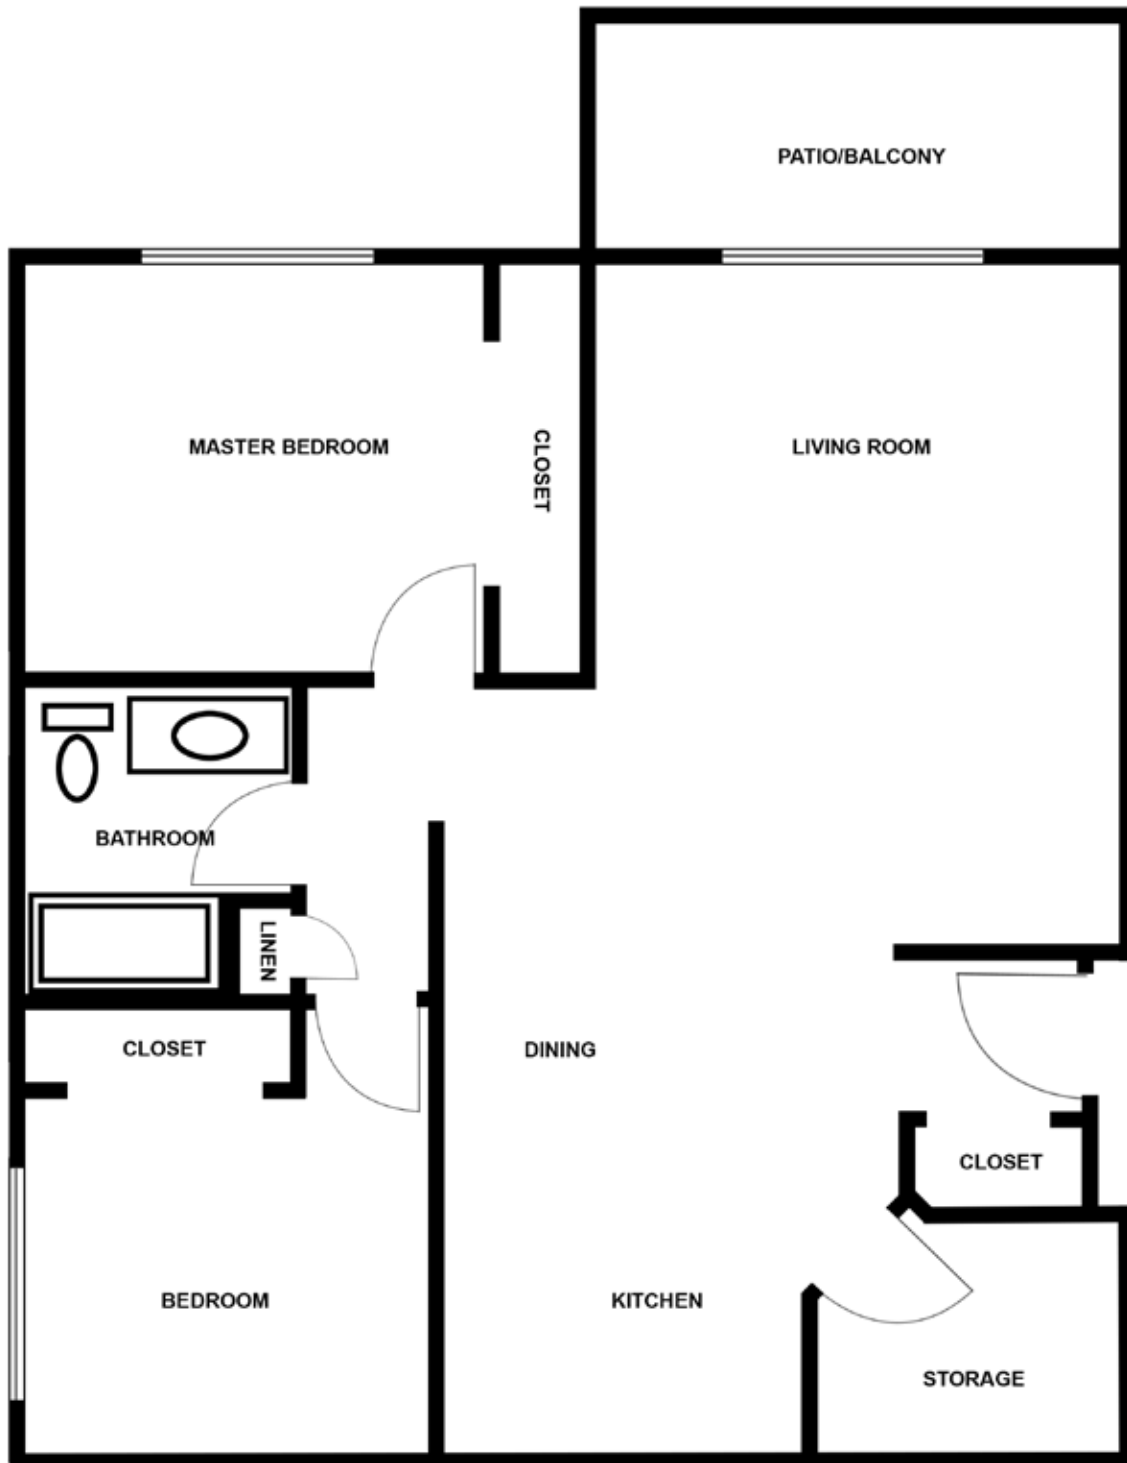 PATIO/BALCONY
MASTER BEDROOM
CLOSET
LIVING ROOM
BATHROOM
LINEN
CLOSET
DINING
CLOSET
BEDROOM
KITCHEN
STORAGE